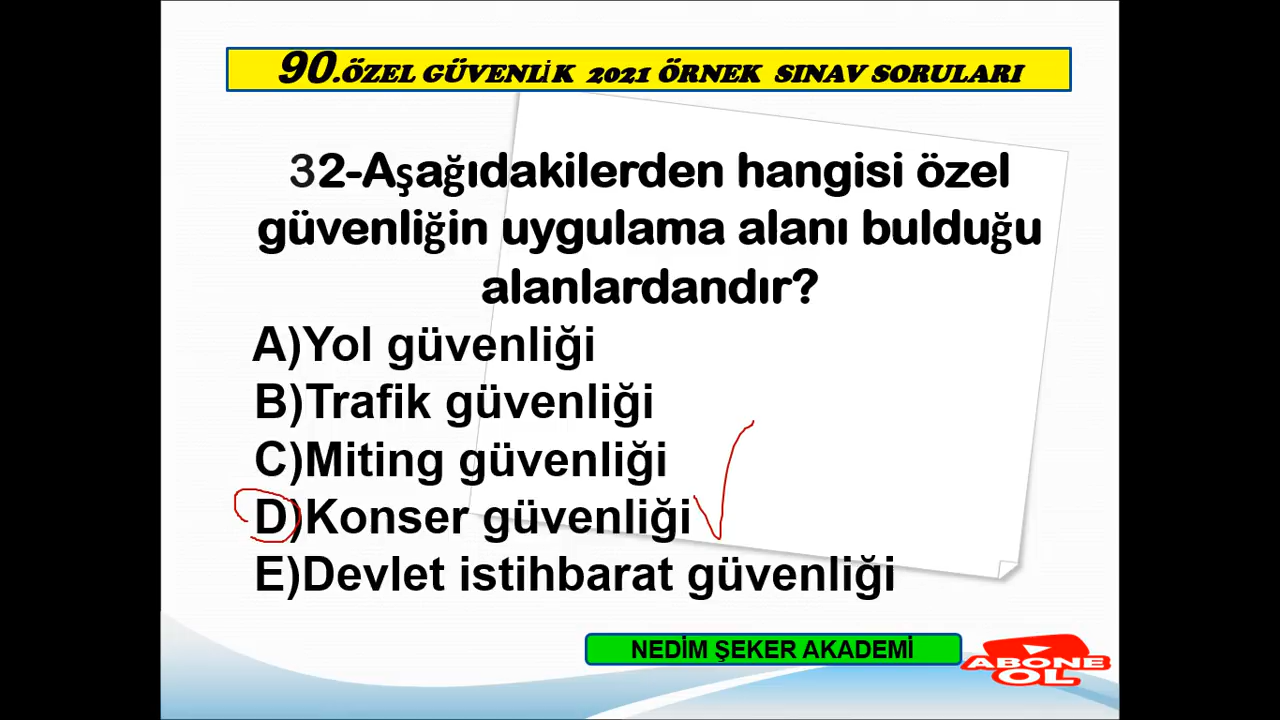 90.ÖZEL GÜVENLİK 2021 ÖRNEK SINAV SORULARI
32-Aşağıdakilerden hangisi özel
güvenliğin uygulama alanı bulduğu
alanlardandır?
A)Yol güvenliği
B)Trafik güvenliği
C)Miting güvenliği
D)Konser güvenliği
E)Devlet istihbarat güvenliği
NEDİM ŞEKER AKADEMİ
ABONE
OL